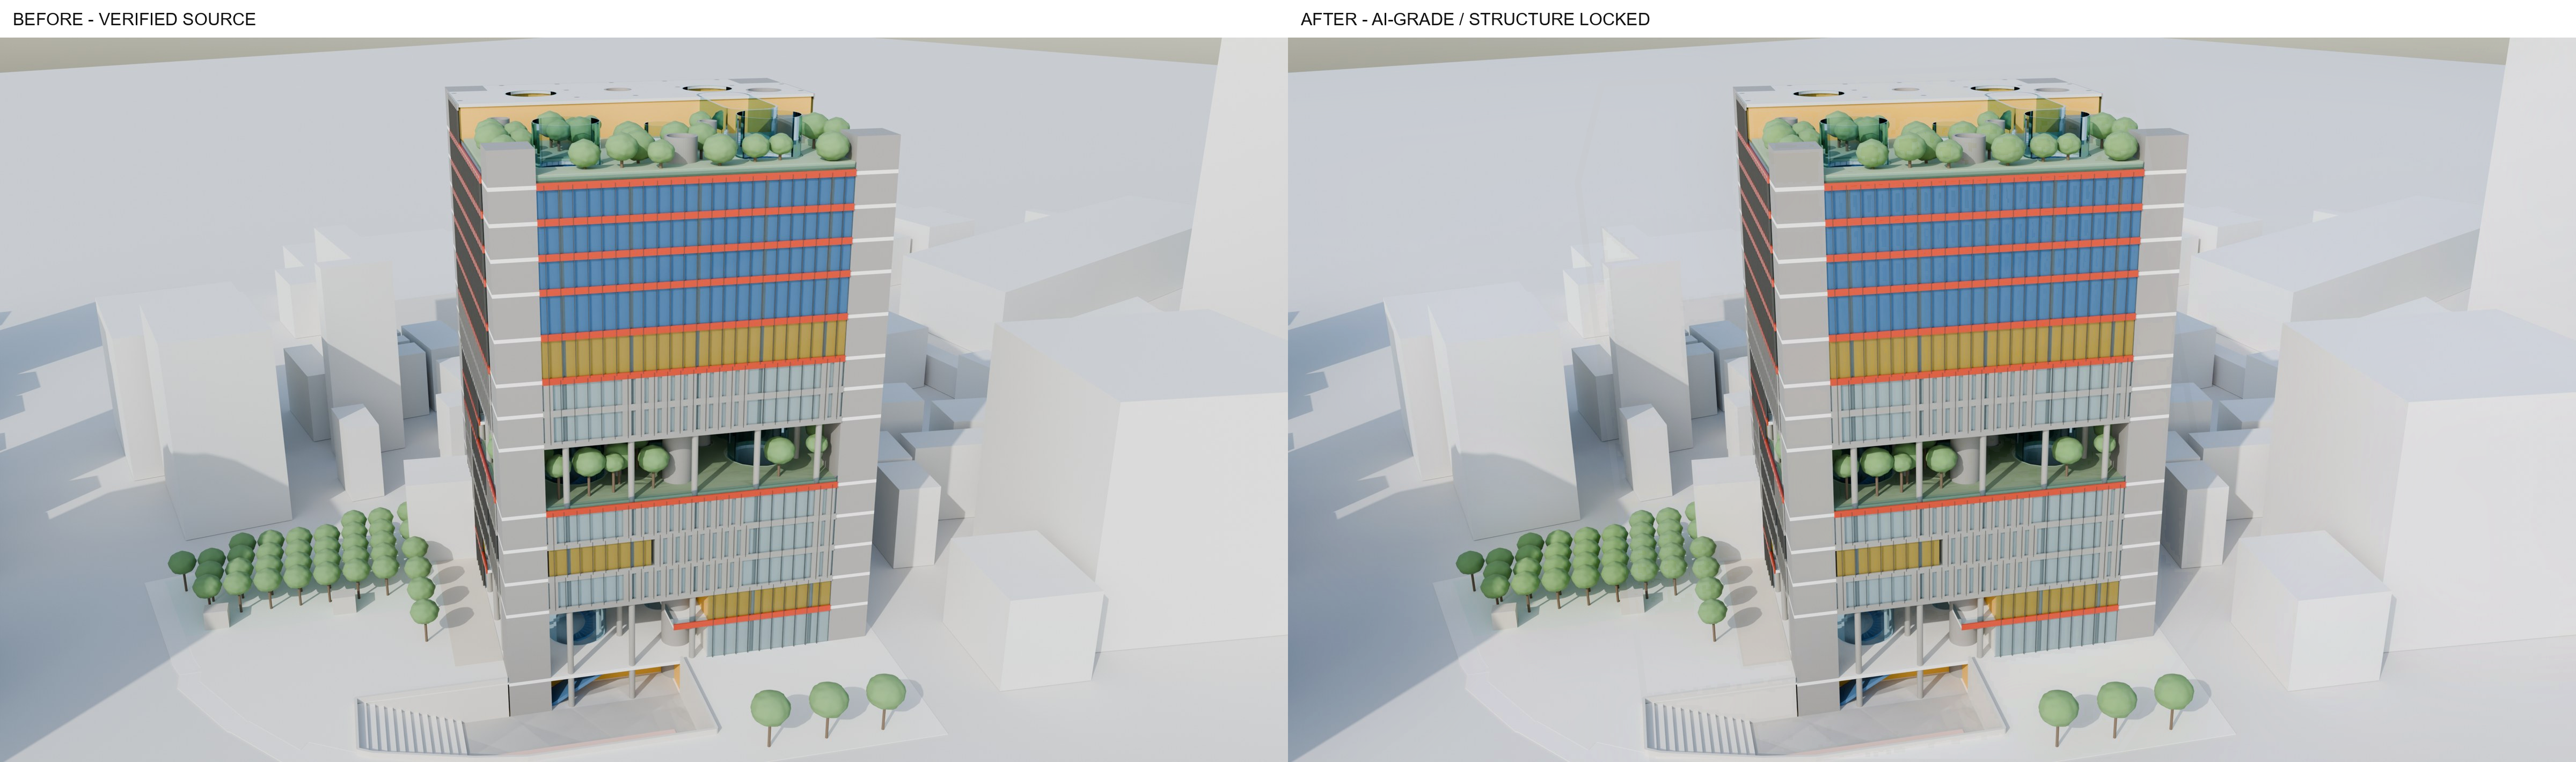 BEFORE - VERIFIED SOURCE
AFTER - AI-GRADE / STRUCTURE LOCKED